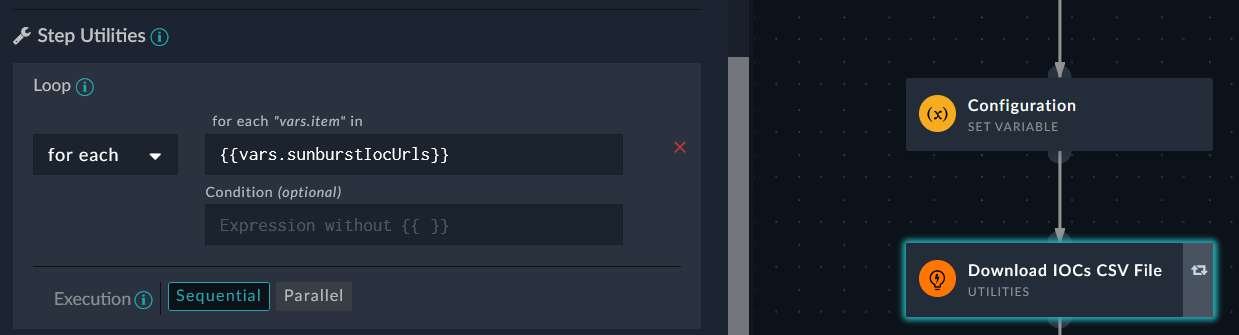 Step Utilities
Loop
for each "vars.item" in
for each
{{vars.sunburstIocUrls}}
Condition (optional)
Expression without {{ }}
Execution
Sequential
Parallel
(x)
Configuration
SET VARIABLE
Download IOCs CSV File
UTILITIES